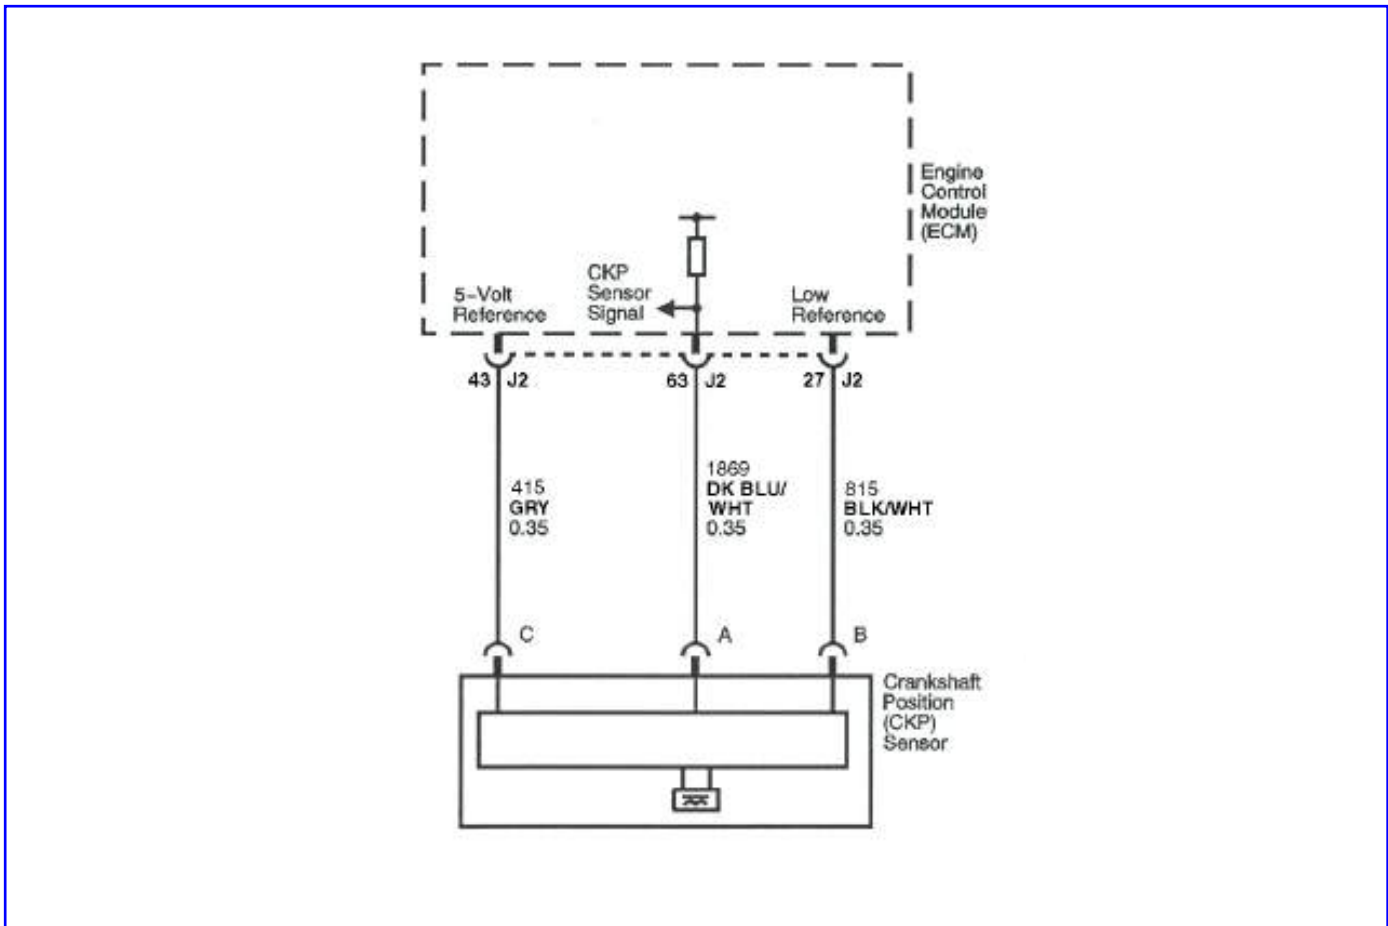 Engine
Control
Module
(ECM)
CKP
Sensor
Signal
5-Volt
Reference
Low
Reference
43 J2
63 J2
27 J2
415
GRY
0.35
1869
DK BLU/
WHT
0.35
815
BLK/WHT
0.35
C
A
B
Crankshaft
Position
(CKP)
Sensor